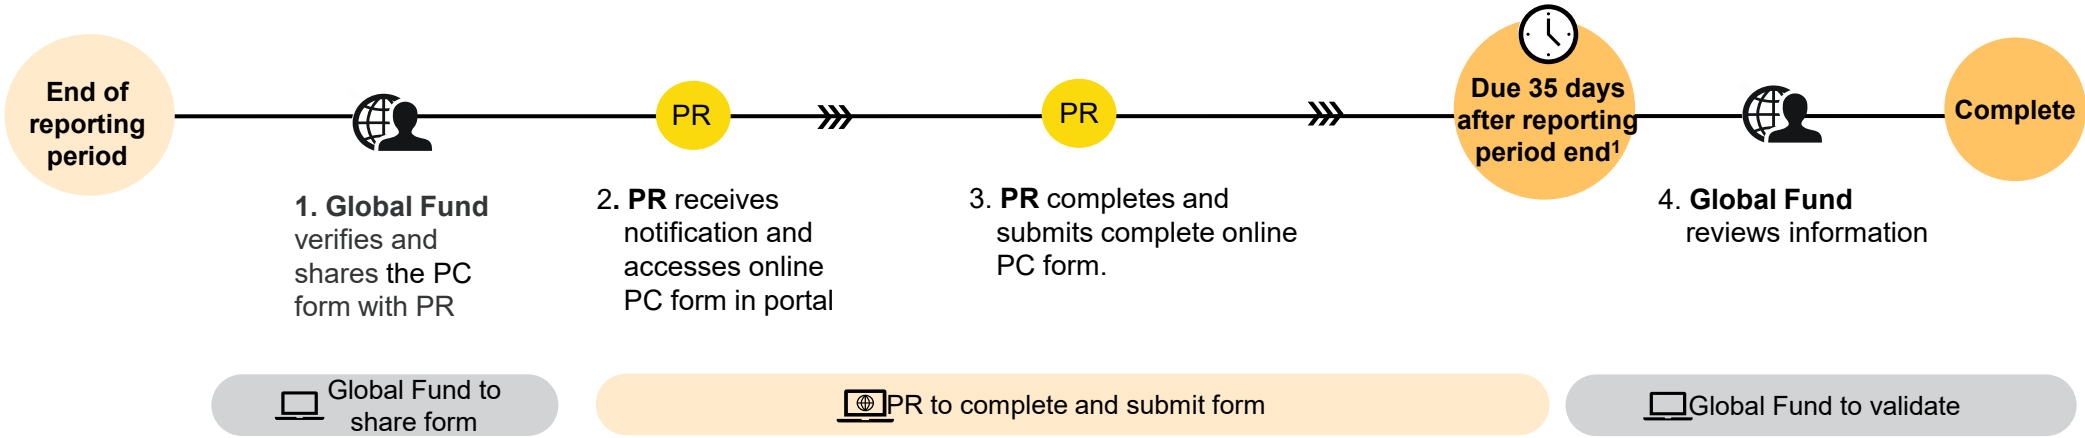 End of
reporting
period
PR
PR
Due 35 days
after reporting
period end¹
Complete
1. Global Fund
verifies and
shares the PC
form with PR
2. PR receives
notification and
accesses online
PC form in portal
3. PR completes and
submits complete online
PC form.
4. Global Fund
reviews information
Global Fund to
share form
PR to complete and submit form
Global Fund to validate